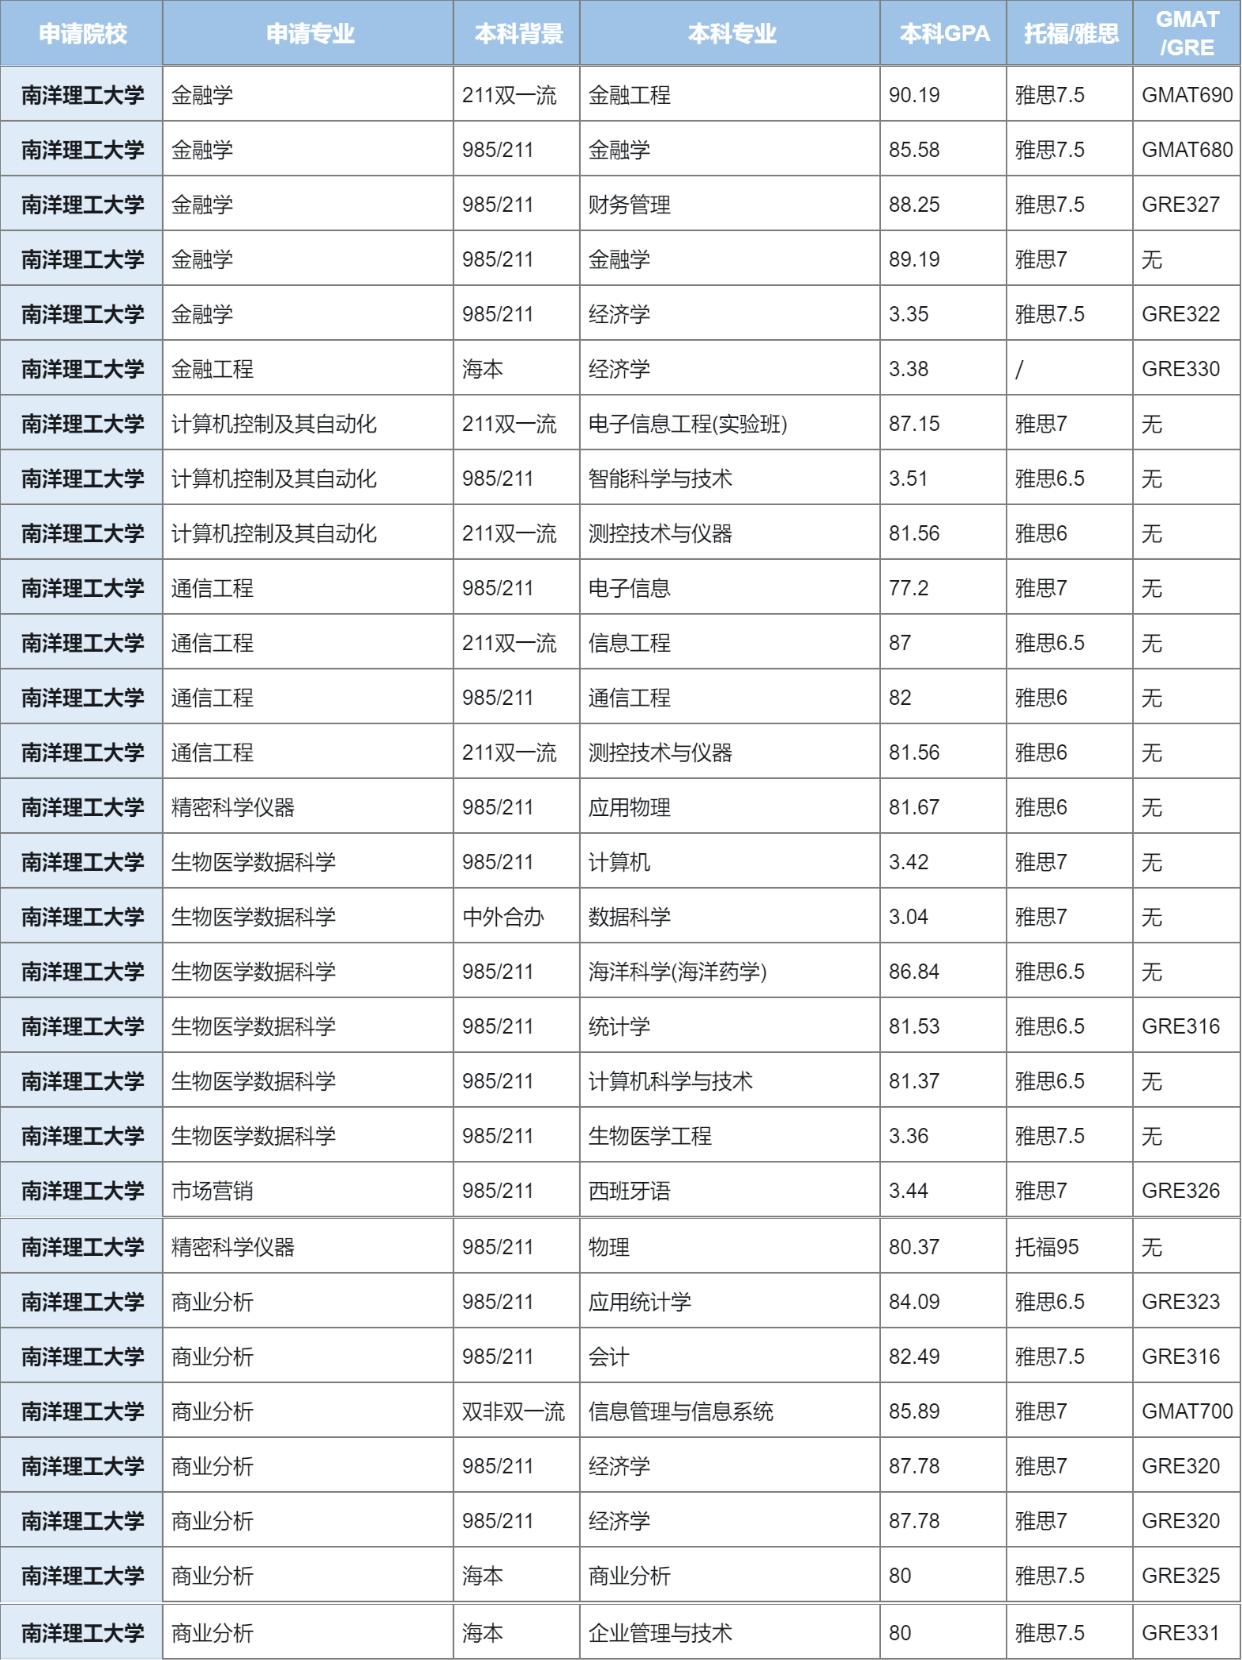 申请院校 申请专业 本科背景 本科专业 本科GPA 托福/雅思 GMAT/GRE
南洋理工大学 金融学 211双一流 金融工程 90.19 雅思7.5 GMAT690
南洋理工大学 金融学 985/211 金融学 85.58 雅思7.5 GMAT680
南洋理工大学 金融学 985/211 财务管理 88.25 雅思7.5 GRE327
南洋理工大学 金融学 985/211 金融学 89.19 雅思7 无
南洋理工大学 金融学 985/211 经济学 3.35 雅思7.5 GRE322
南洋理工大学 金融工程 海本 经济学 3.38 / GRE330
南洋理工大学 计算机控制及其自动化 211双一流 电子信息工程(实验班) 87.15 雅思7 无
南洋理工大学 计算机控制及其自动化 985/211 智能科学与技术 3.51 雅思6.5 无
南洋理工大学 计算机控制及其自动化 211双一流 测控技术与仪器 81.56 雅思6 无
南洋理工大学 通信工程 985/211 电子信息 77.2 雅思7 无
南洋理工大学 通信工程 211双一流 信息工程 87 雅思6.5 无
南洋理工大学 通信工程 985/211 通信工程 82 雅思6 无
南洋理工大学 通信工程 211双一流 测控技术与仪器 81.56 雅思6 无
南洋理工大学 精密科学仪器 985/211 应用物理 81.67 雅思6 无
南洋理工大学 生物医学数据科学 985/211 计算机 3.42 雅思7 无
南洋理工大学 生物医学数据科学 中外合办 数据科学 3.04 雅思7 无
南洋理工大学 生物医学数据科学 985/211 海洋科学(海洋药学) 86.84 雅思6.5 无
南洋理工大学 生物医学数据科学 985/211 统计学 81.53 雅思6.5 GRE316
南洋理工大学 生物医学数据科学 985/211 计算机科学与技术 81.37 雅思6.5 无
南洋理工大学 生物医学数据科学 985/211 生物医学工程 3.36 雅思7.5 无
南洋理工大学 市场营销 985/211 西班牙语 3.44 雅思7 GRE326
南洋理工大学 精密科学仪器 985/211 物理 80.37 托福95 无
南洋理工大学 商业分析 985/211 应用统计学 84.09 雅思6.5 GRE323
南洋理工大学 商业分析 985/211 会计 82.49 雅思7.5 GRE316
南洋理工大学 商业分析 双非双一流 信息管理与信息系统 85.89 雅思7 GMAT700
南洋理工大学 商业分析 985/211 经济学 87.78 雅思7 GRE320
南洋理工大学 商业分析 985/211 经济学 87.78 雅思7 GRE320
南洋理工大学 商业分析 海本 商业分析 80 雅思7.5 GRE325
南洋理工大学 商业分析 海本 企业管理与技术 80 雅思7.5 GRE331